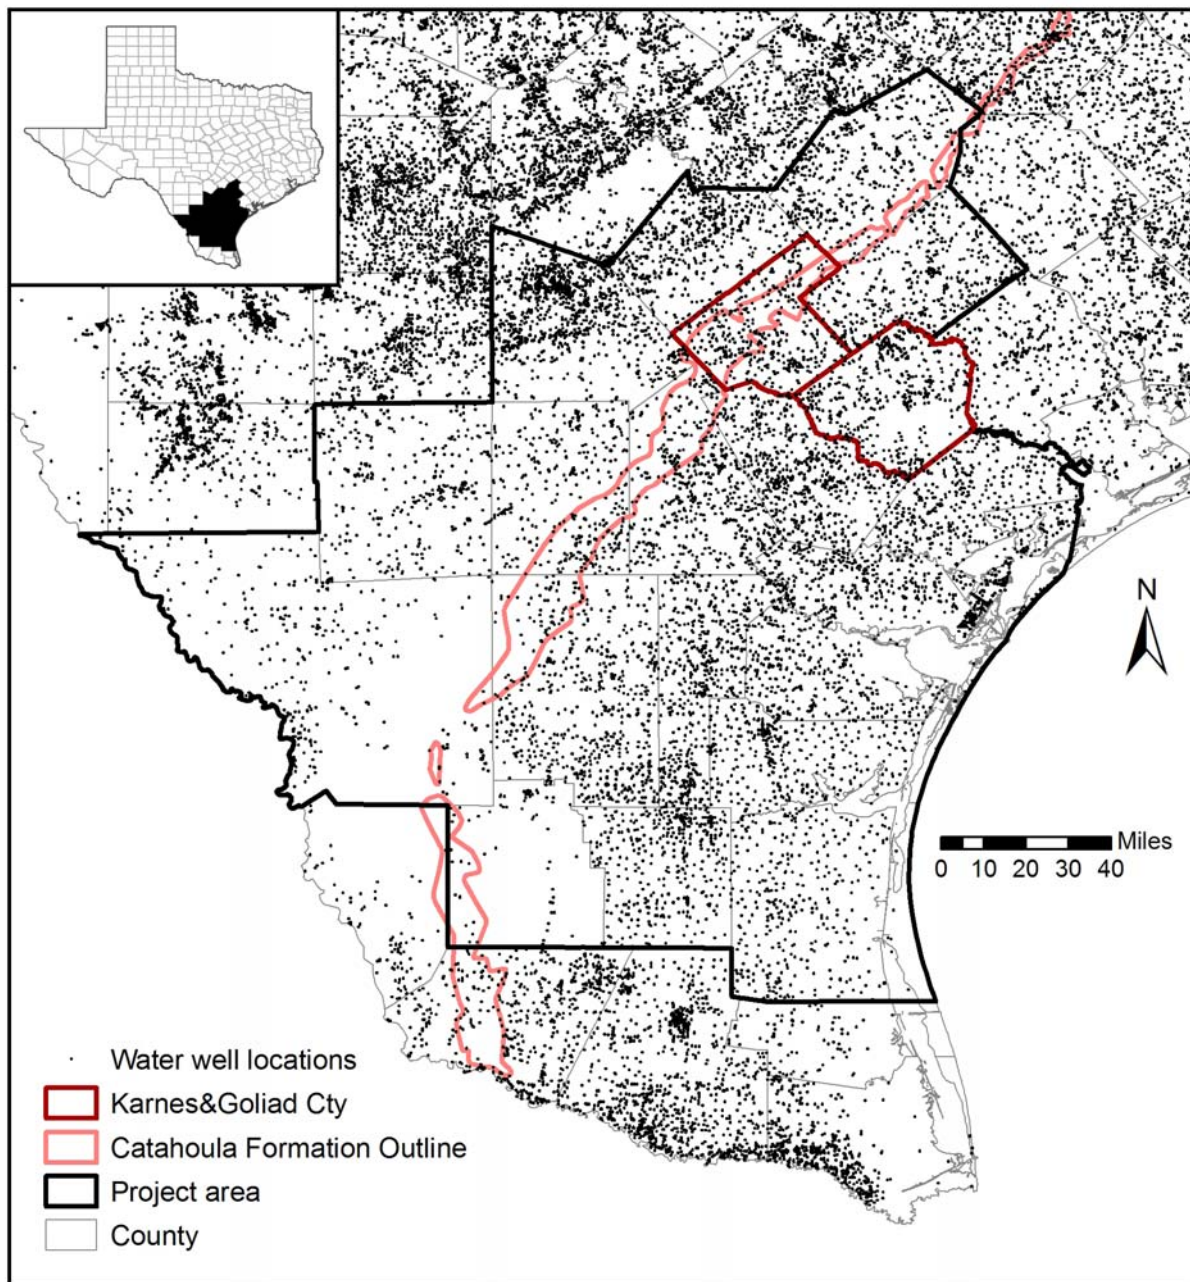 N
Miles
0 10 20 30 40
Water well locations
Karnes&Goliad Cty
Catahoula Formation Outline
Project area
County